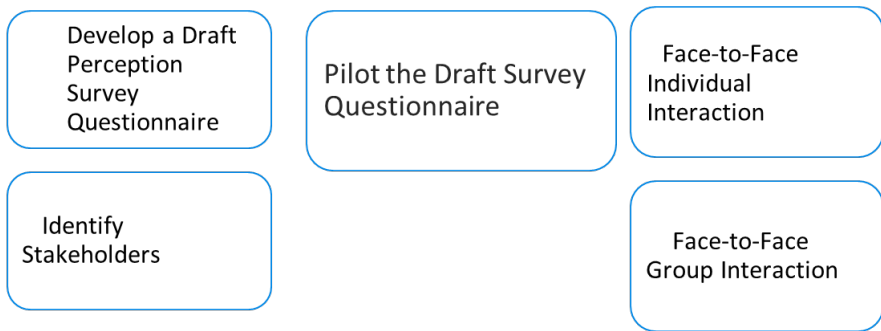 Develop a Draft
Perception
Survey
Questionnaire
Identify
Stakeholders
Pilot the Draft Survey
Questionnaire
Face-to-Face
Individual
Interaction
Face-to-Face
Group Interaction